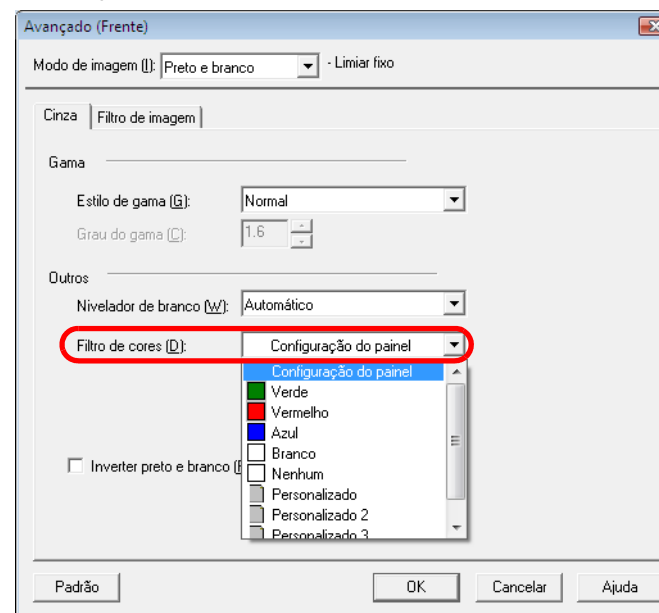 Avançado (Frente)
Modo de imagem (I): Preto e branco - Limiar fixo
Cinza Filtro de imagem
Gama
Estilo de gama (G): Normal
Grau do gama (C): 1.6
Outros
Nivelador de branco (W): Automático
Filtro de cores (D): Configuração do painel
Configuração do painel
Verde
Vermelho
Azul
Branco
Inverter preto e branco (
Nenhum
Personalizado
Personalizado 2
Personalizado 3
Padrão OK Cancelar Ajuda